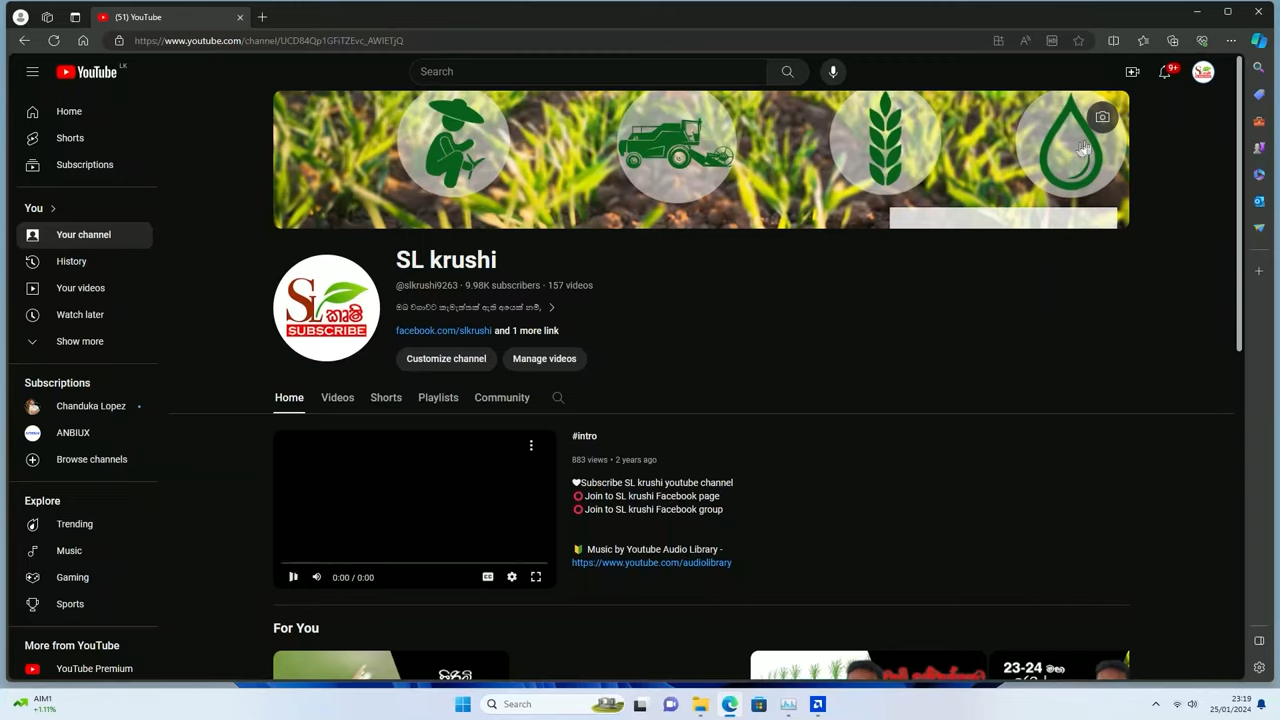 (51) YouTube
https://www.youtube.com/channel/UCD84Qp1GFiTZEvc_AWIETjQ
YouTube LK
Search
9+
Home
Shorts
Subscriptions
You
Your channel
History
Your videos
Watch later
Show more
Subscriptions
Chanduka Lopez
ANBIUX
Browse channels
Explore
Trending
Music
Gaming
Sports
More from YouTube
YouTube Premium
SL කෘෂි
SUBSCRIBE
SL krushi
@slkrushi9263 · 9.98K subscribers · 157 videos
ඔබ වගාවට කැමැත්තක් ඇති අයෙක් නම්,
facebook.com/slkrushi and 1 more link
Customize channel
Manage videos
Home
Videos
Shorts
Playlists
Community
#intro
883 views • 2 years ago
🤍Subscribe SL krushi youtube channel
⭕Join to SL krushi Facebook page
⭕Join to SL krushi Facebook group
🔰 Music by Youtube Audio Library -
https://www.youtube.com/audiolibrary
0:00 / 0:00
For You
23-24 මහ
AIM1
+1.11%
Search
23:19
25/01/2024